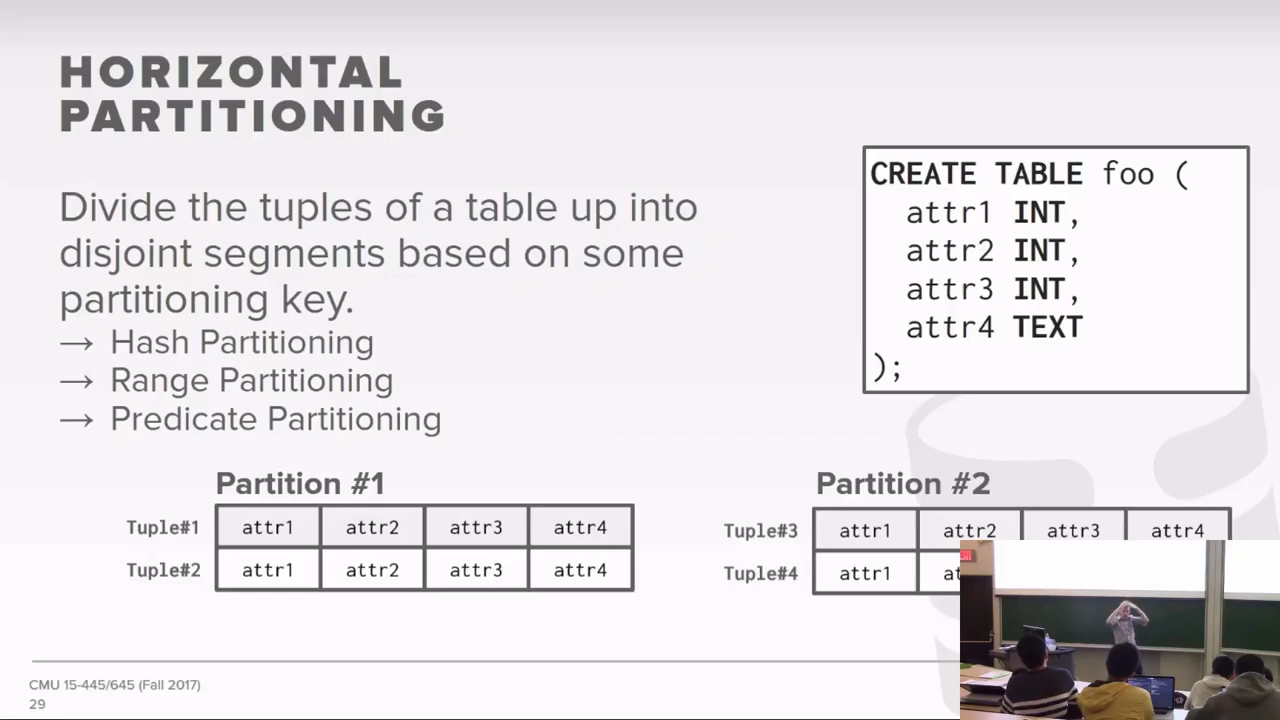 HORIZONTAL
PARTITIONING
Divide the tuples of a table up into
disjoint segments based on some
partitioning key.
→ Hash Partitioning
→ Range Partitioning
→ Predicate Partitioning
CREATE TABLE foo (
attr1 INT,
attr2 INT,
attr3 INT,
attr4 TEXT
);
Partition #1
Tuple#1 attr1 attr2 attr3 attr4
Tuple#2 attr1 attr2 attr3 attr4
Partition #2
Tuple#3 attr1 attr2 attr3 attr4
Tuple#4 attr1
CMU 15-445/645 (Fall 2017)
29